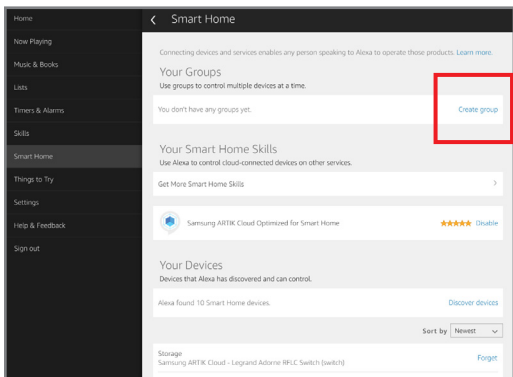 Home
Now Playing
Music & Books
Lists
Timers & Alarms
Skills
Smart Home
Things to Try
Settings
Help & Feedback
Sign out
Smart Home
Connecting devices and services enables any person speaking to Alexa to operate those products. Learn more.
Your Groups
Use groups to control multiple devices at a time.
You don't have any groups yet. Create group
Your Smart Home Skills
Use Alexa to control cloud-connected devices on other services.
Get More Smart Home Skills
Samsung ARTIK Cloud Optimized for Smart Home Disable
Your Devices
Devices that Alexa has discovered and can control.
Alexa found 10 Smart Home devices. Discover devices
Sort by Newest
Storage
Samsung ARTIK Cloud - Legrand Adorne RFLC Switch (switch) Forget